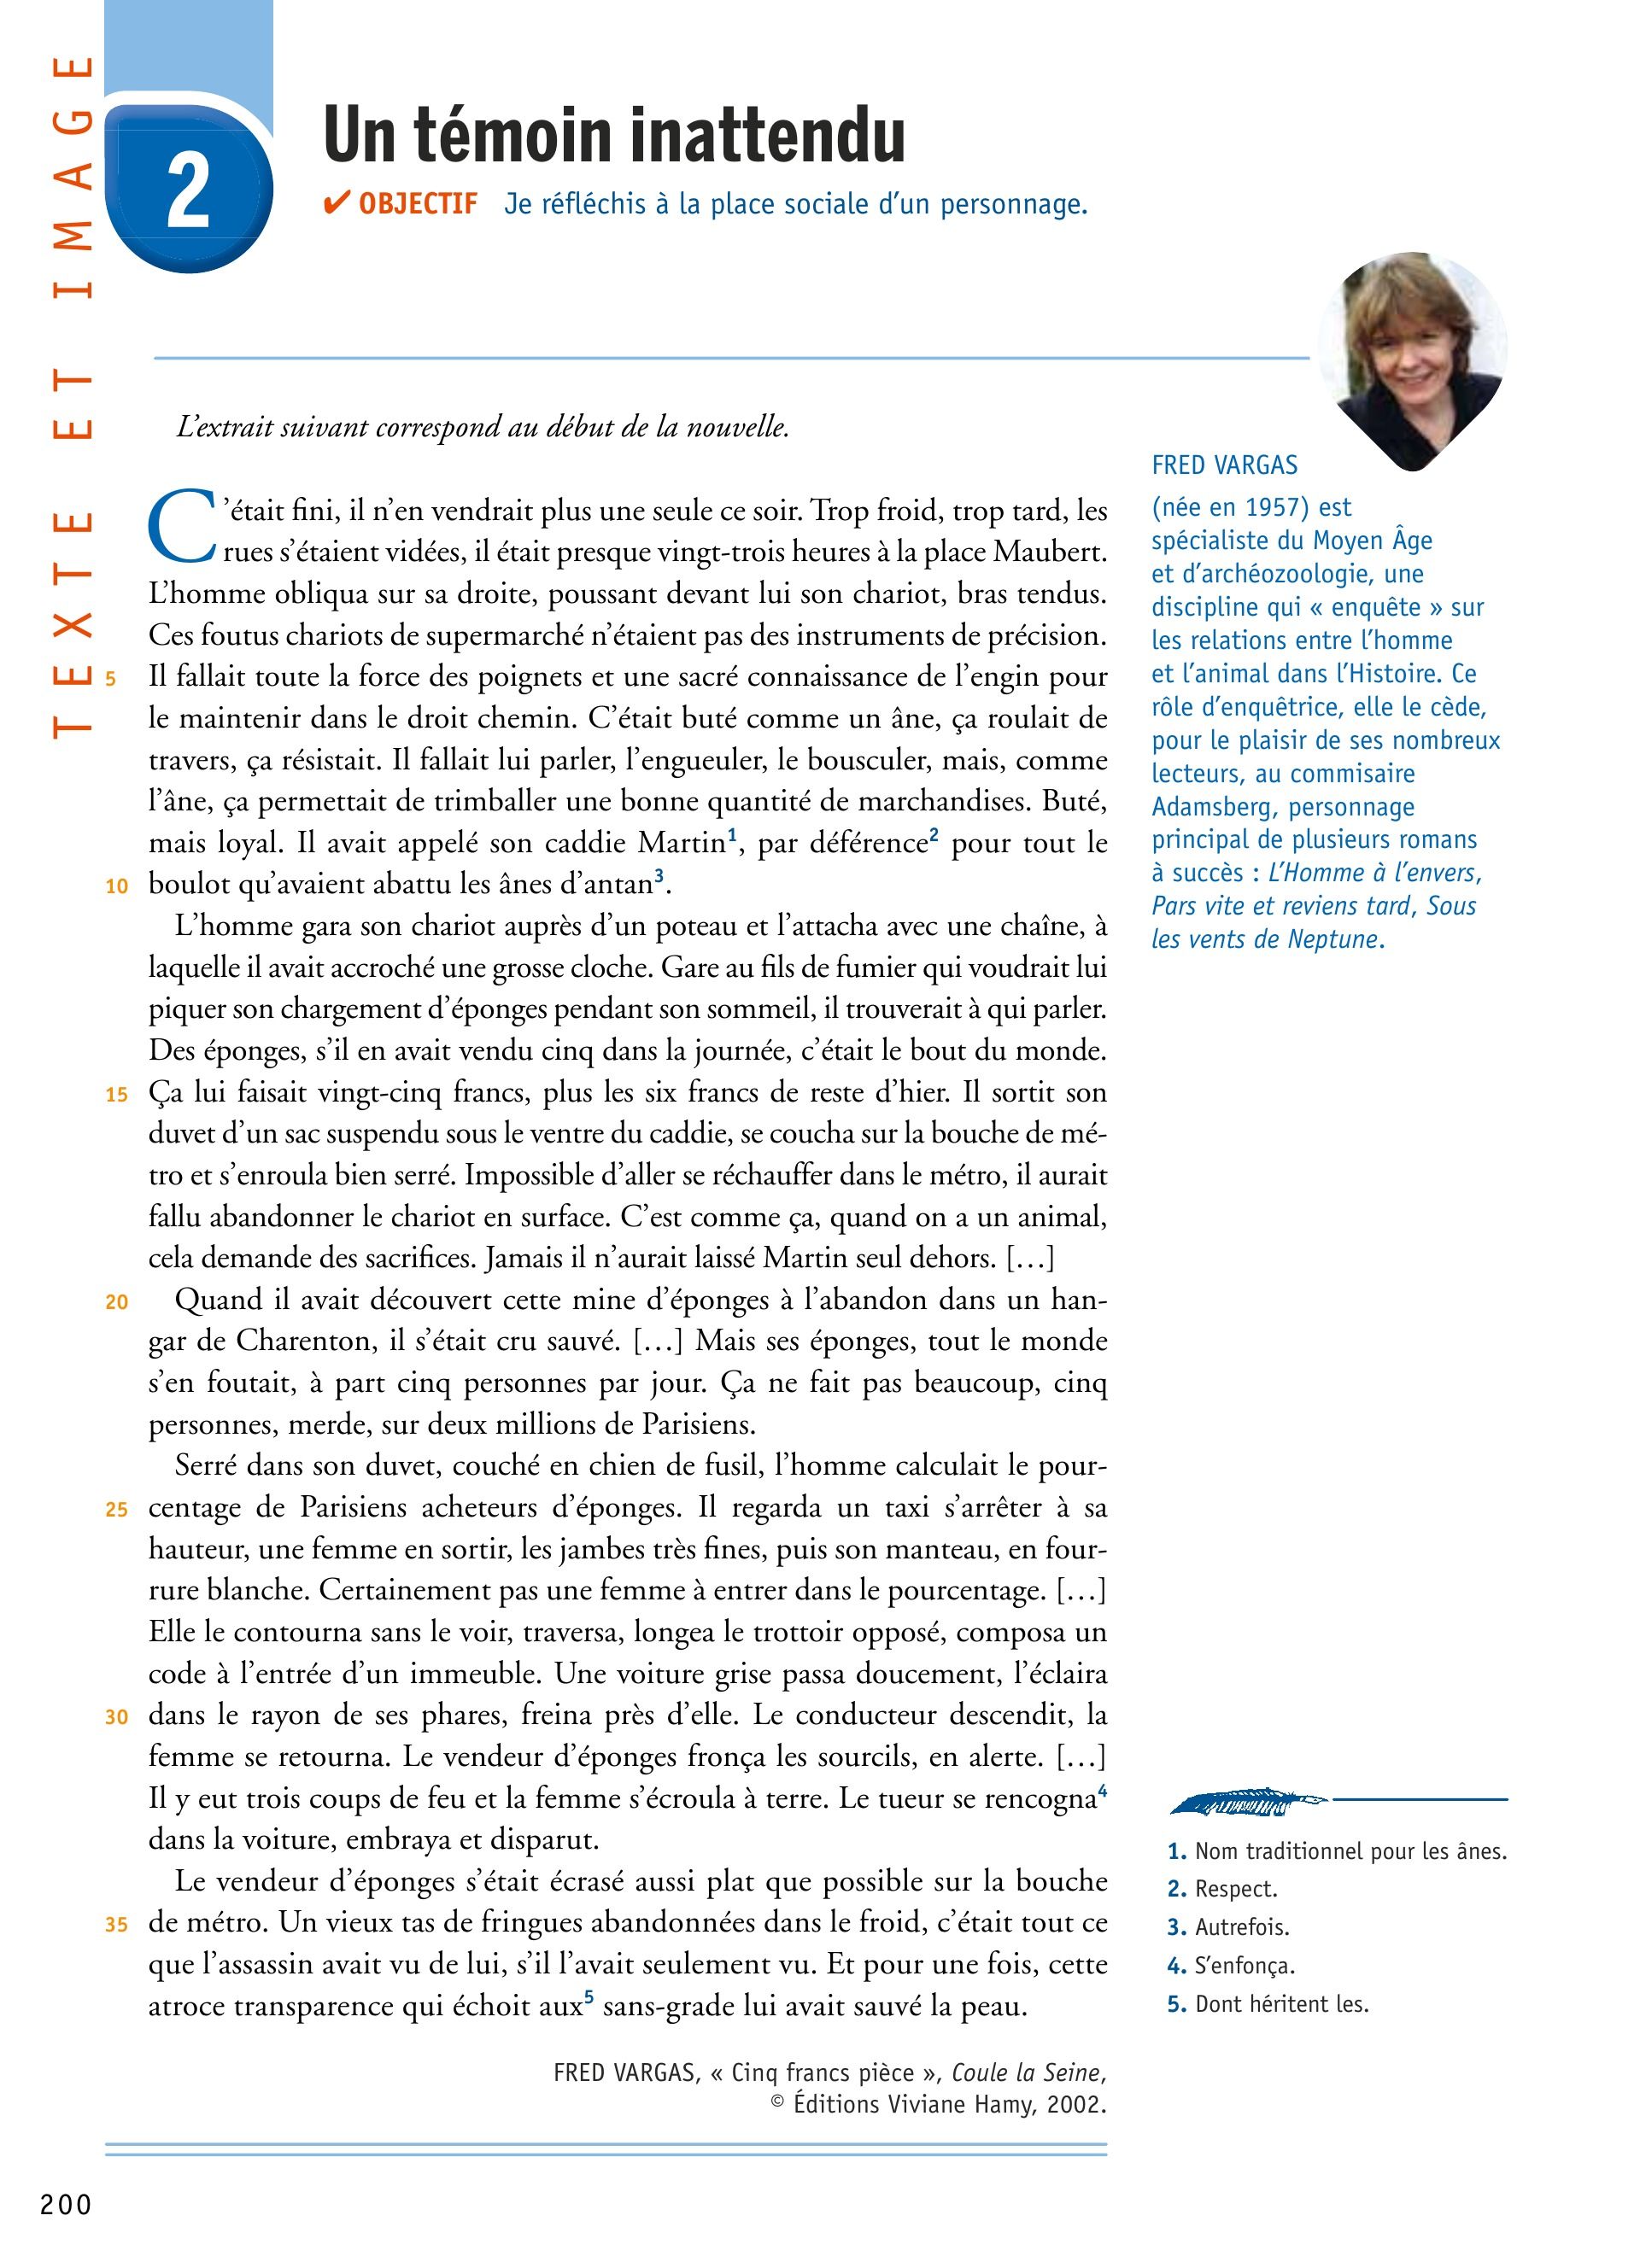 TEXTE ET IMAGE
2
Un témoin inattendu
✔ OBJECTIF Je réfléchis à la place sociale d'un personnage.
L'extrait suivant correspond au début de la nouvelle.
C'était fini, il n'en vendrait plus une seule ce soir. Trop froid, trop tard, les
rues s'étaient vidées, il était presque vingt-trois heures à la place Maubert.
L'homme obliqua sur sa droite, poussant devant lui son chariot, bras tendus.
Ces foutus chariots de supermarché n'étaient pas des instruments de précision.
5 Il fallait toute la force des poignets et une sacré connaissance de l'engin pour
le maintenir dans le droit chemin. C'était buté comme un âne, ça roulait de
travers, ça résistait. Il fallait lui parler, l'engueuler, le bousculer, mais, comme
l'âne, ça permettait de trimballer une bonne quantité de marchandises. Buté,
mais loyal. Il avait appelé son caddie Martin1, par déférence2 pour tout le
10 boulot qu'avaient abattu les ânes d'antan3.
L'homme gara son chariot auprès d'un poteau et l'attacha avec une chaîne, à
laquelle il avait accroché une grosse cloche. Gare au fils de fumier qui voudrait lui
piquer son chargement d'éponges pendant son sommeil, il trouverait à qui parler.
Des éponges, s'il en avait vendu cinq dans la journée, c'était le bout du monde.
15 Ça lui faisait vingt-cinq francs, plus les six francs de reste d'hier. Il sortit son
duvet d'un sac suspendu sous le ventre du caddie, se coucha sur la bouche de mé-
tro et s'enroula bien serré. Impossible d'aller se réchauffer dans le métro, il aurait
fallu abandonner le chariot en surface. C'est comme ça, quand on a un animal,
cela demande des sacrifices. Jamais il n'aurait laissé Martin seul dehors. […]
20 Quand il avait découvert cette mine d'éponges à l'abandon dans un han-
gar de Charenton, il s'était cru sauvé. […] Mais ses éponges, tout le monde
s'en foutait, à part cinq personnes par jour. Ça ne fait pas beaucoup, cinq
personnes, merde, sur deux millions de Parisiens.
Serré dans son duvet, couché en chien de fusil, l'homme calculait le pour-
25 centage de Parisiens acheteurs d'éponges. Il regarda un taxi s'arrêter à sa
hauteur, une femme en sortir, les jambes très fines, puis son manteau, en four-
rure blanche. Certainement pas une femme à entrer dans le pourcentage. […]
Elle le contourna sans le voir, traversa, longea le trottoir opposé, composa un
code à l'entrée d'un immeuble. Une voiture grise passa doucement, l'éclaira
30 dans le rayon de ses phares, freina près d'elle. Le conducteur descendit, la
femme se retourna. Le vendeur d'éponges fronça les sourcils, en alerte. […]
Il y eut trois coups de feu et la femme s'écroula à terre. Le tueur se rencogna4
dans la voiture, embraya et disparut.
Le vendeur d'éponges s'était écrasé aussi plat que possible sur la bouche
35 de métro. Un vieux tas de fringues abandonnées dans le froid, c'était tout ce
que l'assassin avait vu de lui, s'il l'avait seulement vu. Et pour une fois, cette
atroce transparence qui échoit aux5 sans-grade lui avait sauvé la peau.
FRED VARGAS, « Cinq francs pièce », Coule la Seine,
© Éditions Viviane Hamy, 2002.
FRED VARGAS
(née en 1957) est
spécialiste du Moyen Âge
et d'archéozoologie, une
discipline qui « enquête » sur
les relations entre l'homme
et l'animal dans l'Histoire. Ce
rôle d'enquêtrice, elle le cède,
pour le plaisir de ses nombreux
lecteurs, au commisaire
Adamsberg, personnage
principal de plusieurs romans
à succès : L'Homme à l'envers,
Pars vite et reviens tard, Sous
les vents de Neptune.
1. Nom traditionnel pour les ânes.
2. Respect.
3. Autrefois.
4. S'enfonça.
5. Dont héritent les.
200